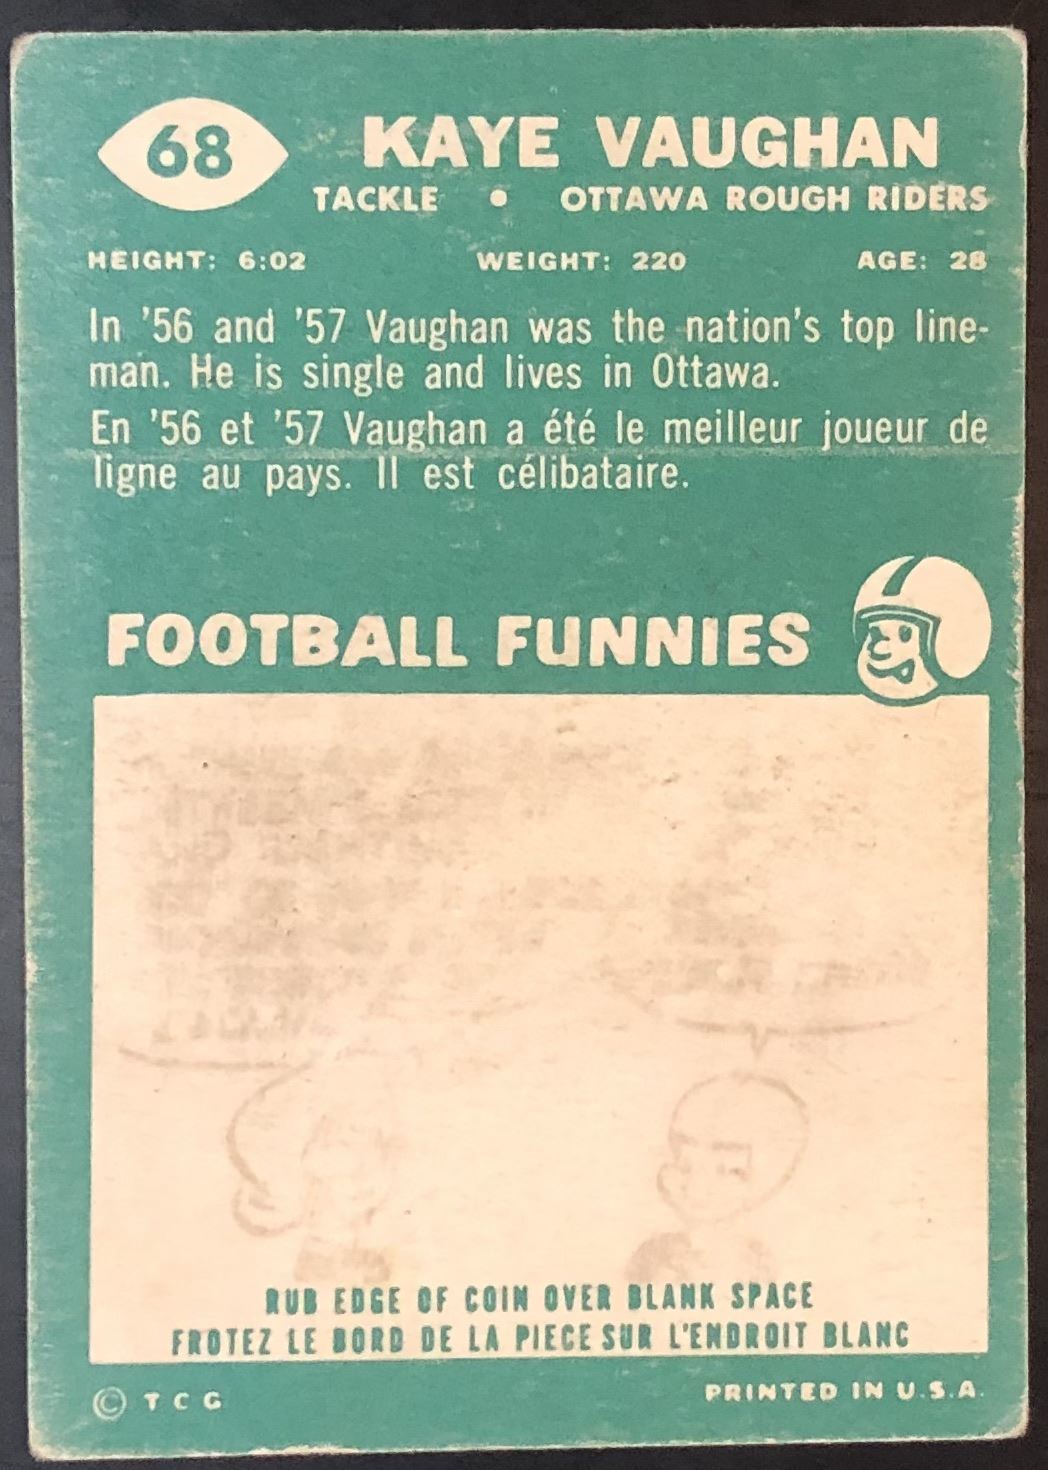 68
KAYE VAUGHAN
TACKLE • OTTAWA ROUGH RIDERS
HEIGHT: 6:02 WEIGHT: 220 AGE: 28
In '56 and '57 Vaughan was the nation's top line-
man. He is single and lives in Ottawa.
En '56 et '57 Vaughan a été le meilleur joueur de
ligne au pays. Il est célibataire.
FOOTBALL FUNNIES
RUB EDGE OF COIN OVER BLANK SPACE
FROTEZ LE BORD DE LA PIECE SUR L'ENDROIT BLANC
© T C G PRINTED IN U.S.A.